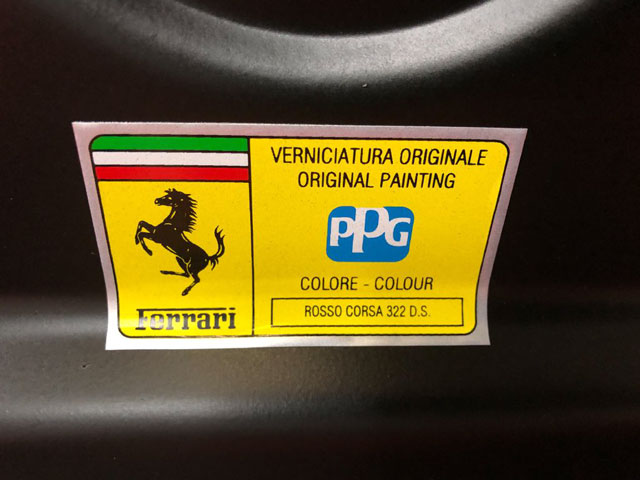 Ferrari
VERNICIATURA ORIGINALE
ORIGINAL PAINTING
PPG
COLORE - COLOUR
ROSSO CORSA 322 D.S.